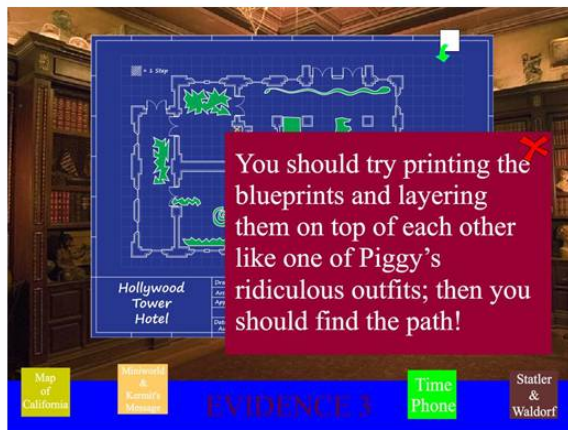 = 1 Step
You should try printing the
blueprints and layering
them on top of each other
like one of Piggy’s
ridiculous outfits; then you
should find the path!
Hollywood
Tower
Hotel
Map
of
California
Miniworld
&
Karmit's
Message
EVIDENCE 3
Time
Phone
Statler
&
Waldorf